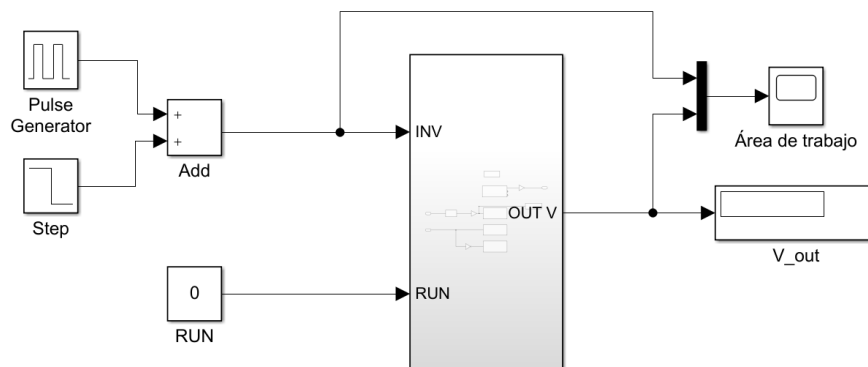 Pulse
Generator
+
+
Add
Step
INV
OUT V
RUN
0
RUN
Área de trabajo
V_out